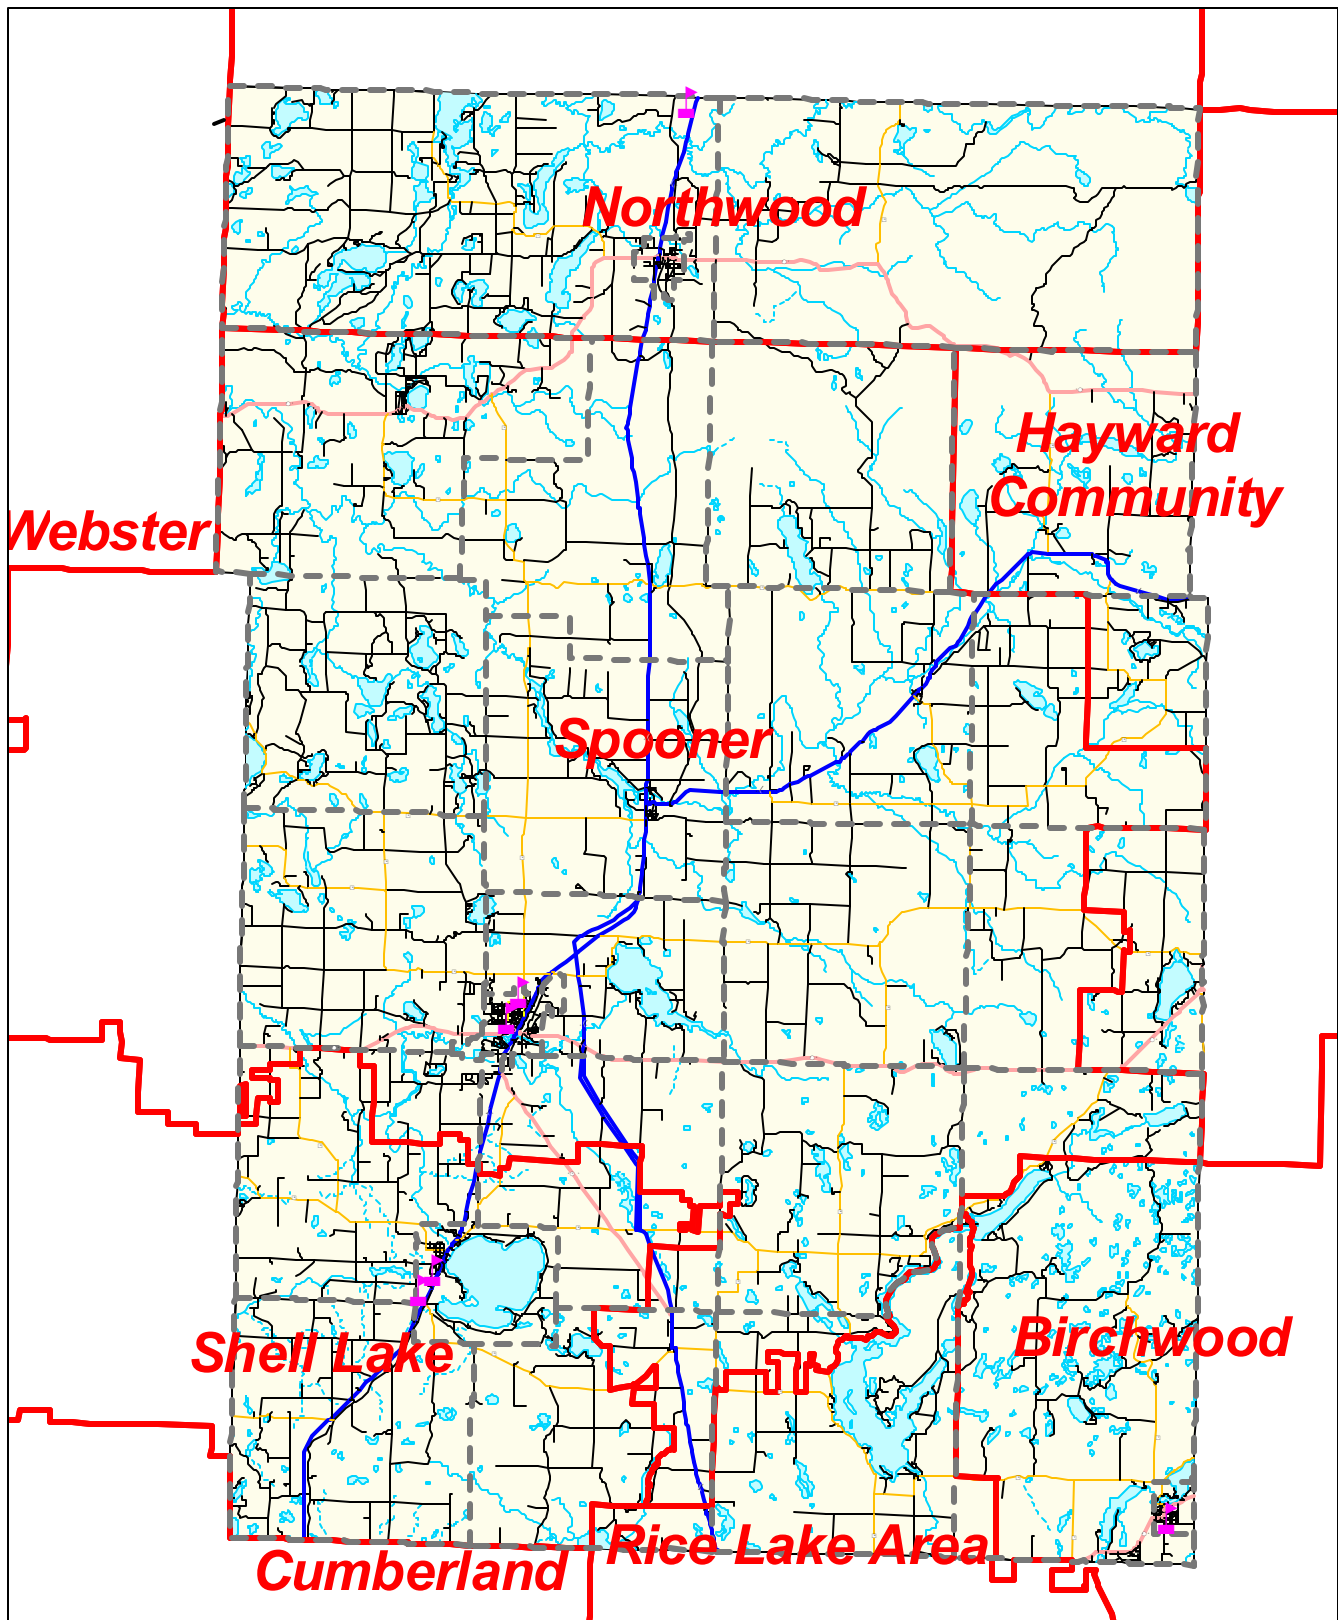 Northwood
Hayward
Community
Webster
Spooner
Shell Lake
Birchwood
Rice Lake Area
Cumberland